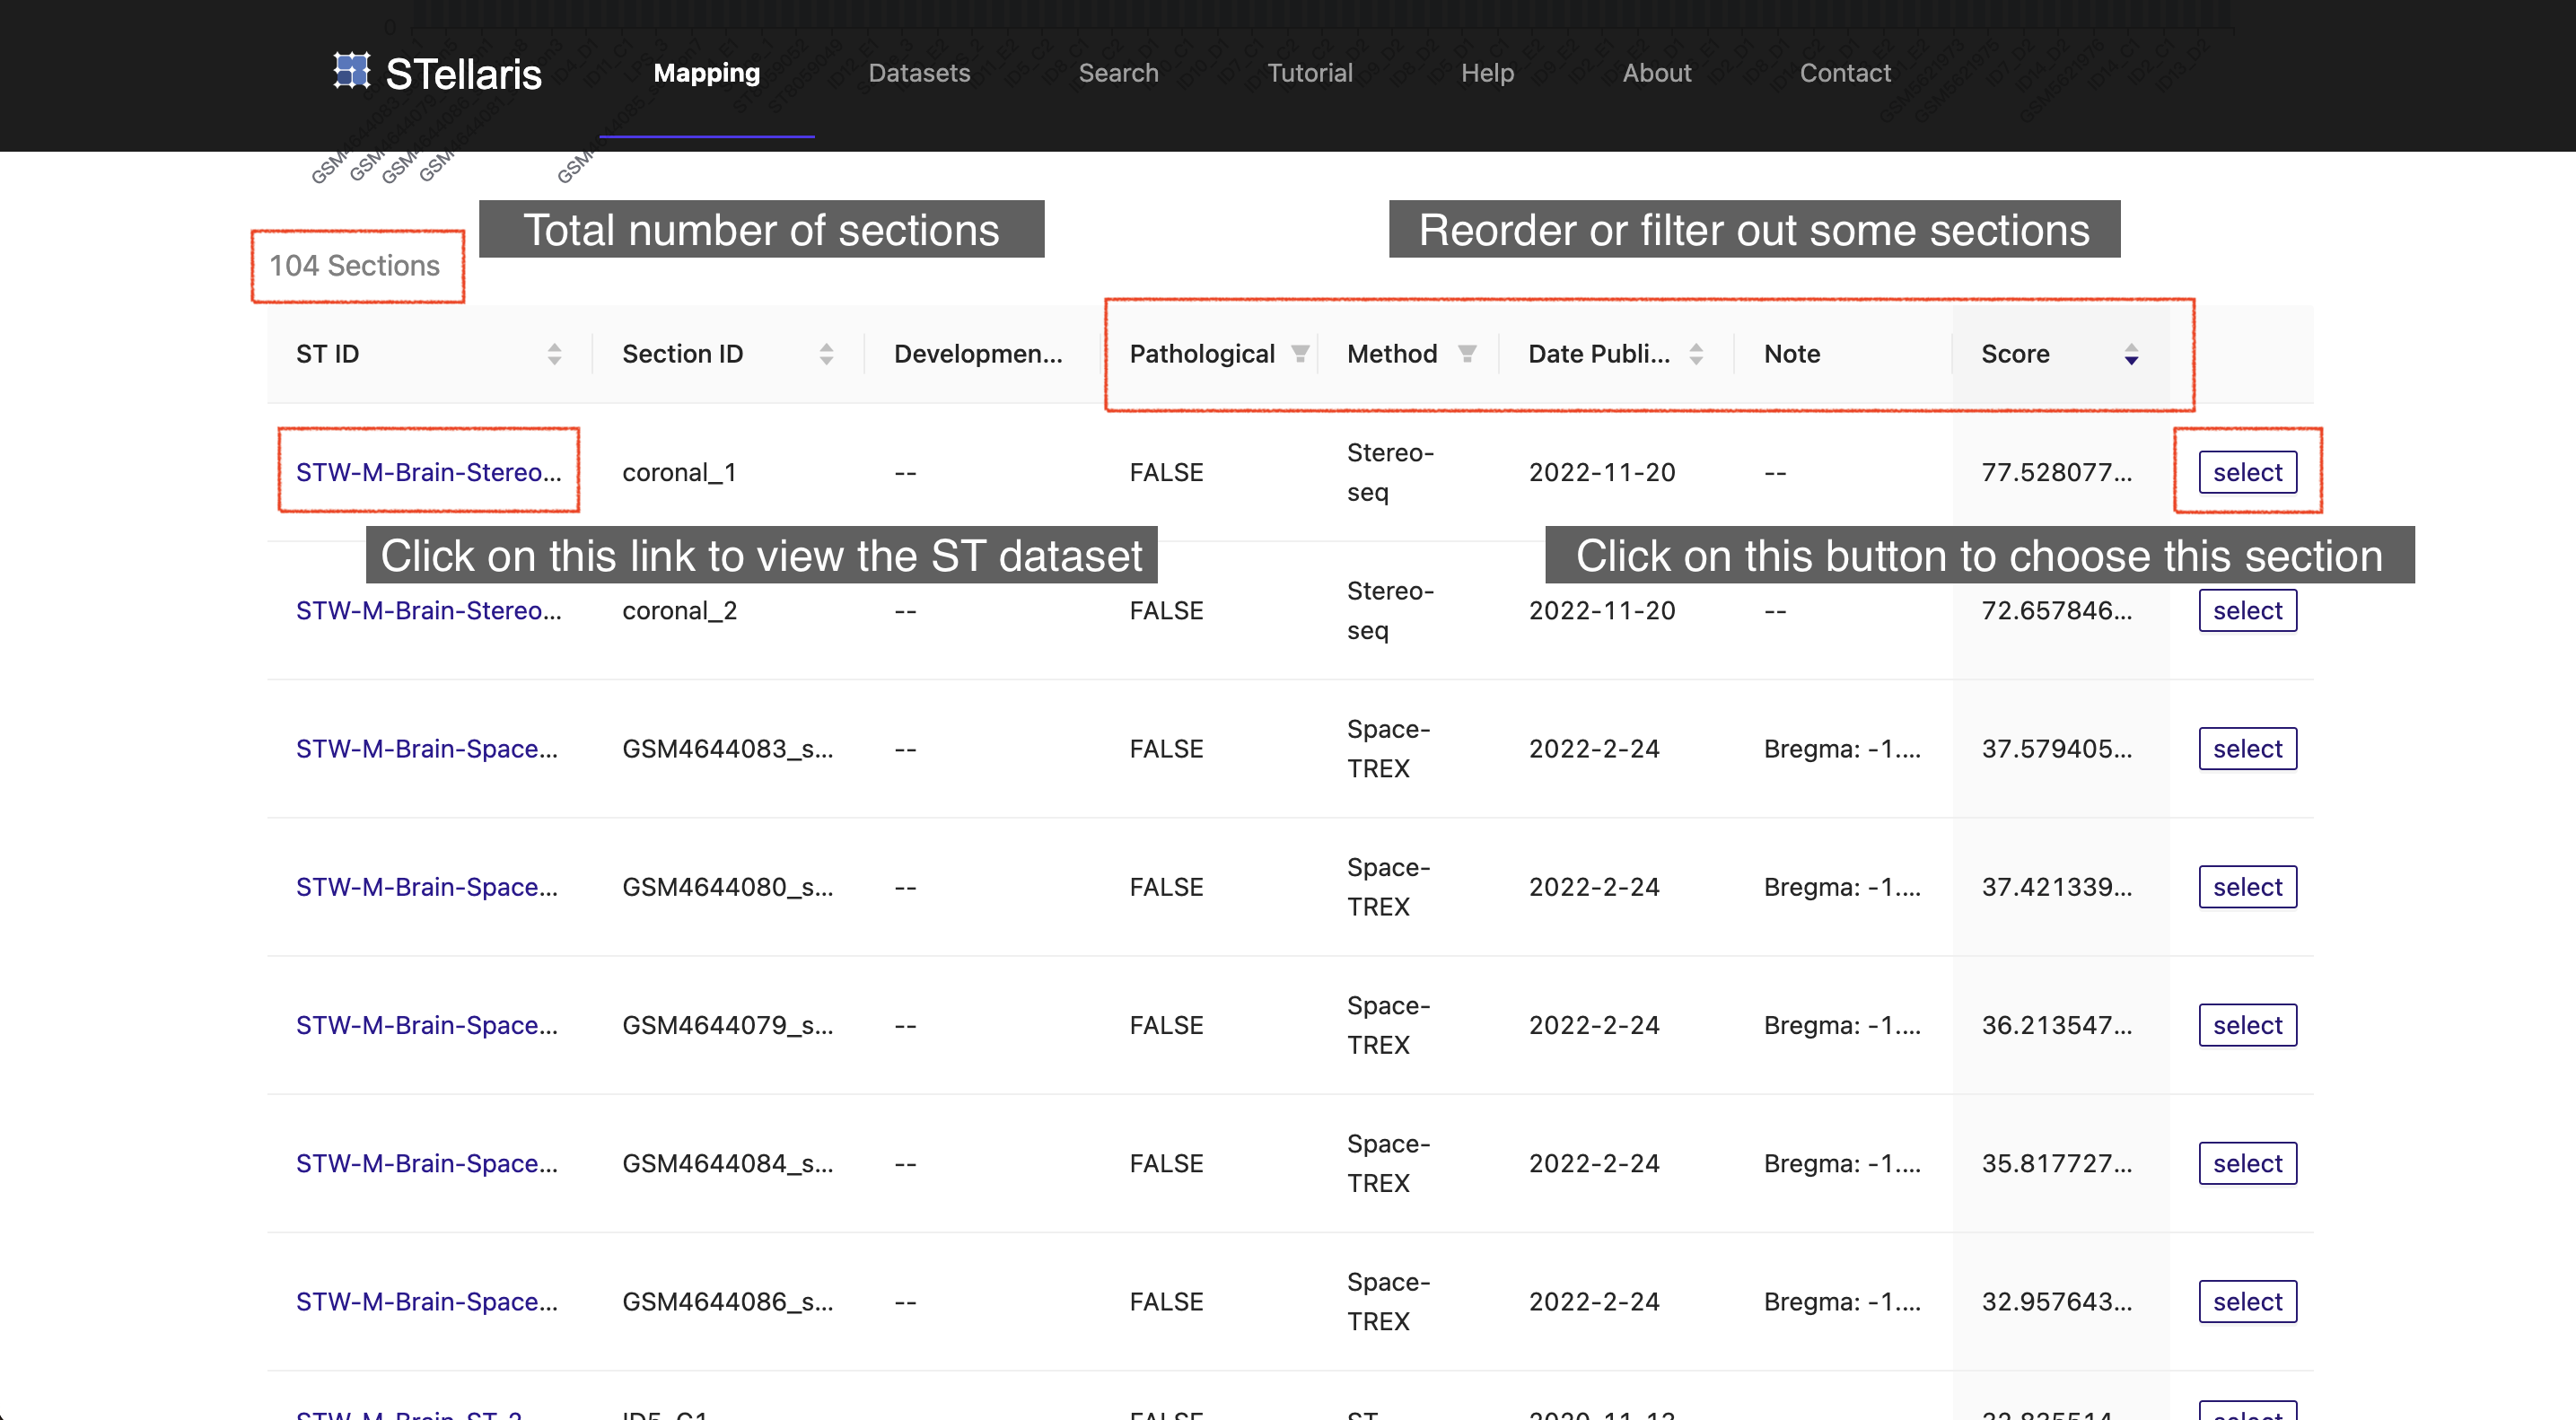 0
STellaris Mapping Datasets Search Tutorial Help About Contact
Total number of sections
Reorder or filter out some sections
104 Sections
ST ID Section ID Developmen... Pathological Method Date Publi... Note Score
STW-M-Brain-Stereo... coronal_1 -- FALSE Stereo- 2022-11-20 -- 77.528077... select
seq
Click on this link to view the ST dataset
Click on this button to choose this section
STW-M-Brain-Stereo... coronal_2 -- FALSE Stereo- 2022-11-20 -- 72.657846... select
seq
STW-M-Brain-Space... GSM4644083_s... -- FALSE Space- 2022-2-24 Bregma: -1.... 37.579405... select
TREX
STW-M-Brain-Space... GSM4644080_s... -- FALSE Space- 2022-2-24 Bregma: -1.... 37.421339... select
TREX
STW-M-Brain-Space... GSM4644079_s... -- FALSE Space- 2022-2-24 Bregma: -1.... 36.213547... select
TREX
STW-M-Brain-Space... GSM4644084_s... -- FALSE Space- 2022-2-24 Bregma: -1.... 35.817727... select
TREX
STW-M-Brain-Space... GSM4644086_s... -- FALSE Space- 2022-2-24 Bregma: -1.... 32.957643... select
TREX